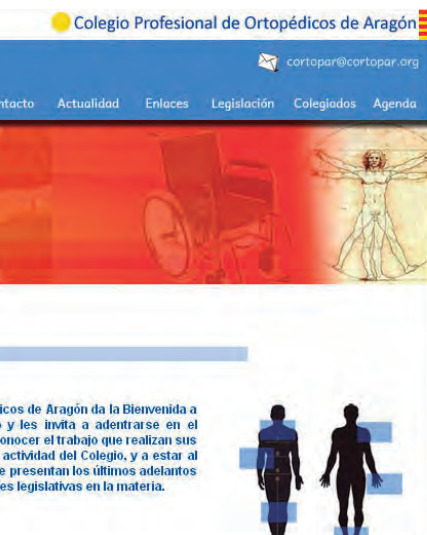 Colegio Profesional de Ortopédicos de Aragón
cortopar@cortopar.org
ntacto Actualidad Enlaces Legislación Colegiados Agenda
icos de Aragón da la Bienvenida a
o y les invita a adentrarse en el
onocer el trabajo que realizan sus
actividad del Colegio, y a estar al
e presentan los últimos adelantos
es legislativas en la materia.